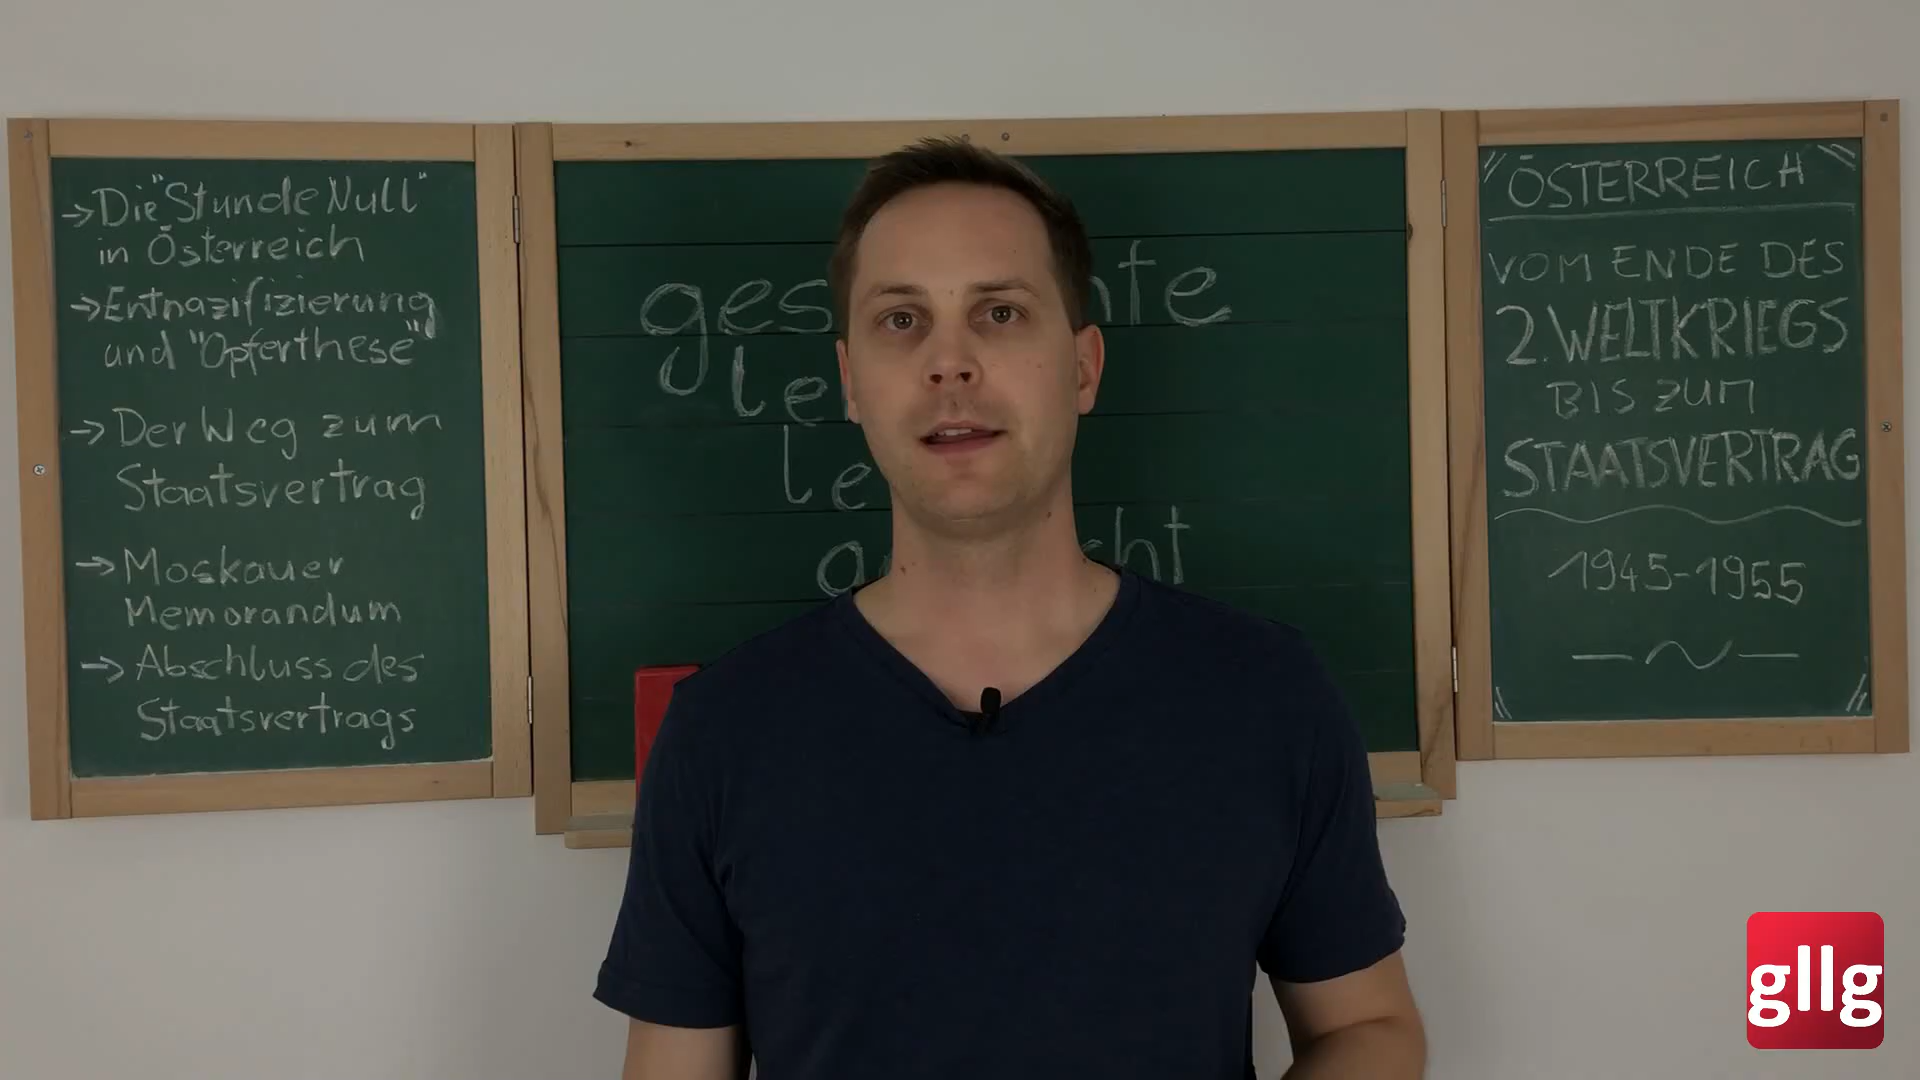 → Die "Stunde Null"
in Österreich
→ Entnazifizierung
und "Opferthese"
→ Der Weg zum
Staatsvertrag
→ Moskauer
Memorandum
→ Abschluss des
Staatsvertrags
ÖSTERREICH
VOM ENDE DES
2. WELTKRIEGS
BIS ZUM
STAATSVERTRAG
1945-1955
gllg